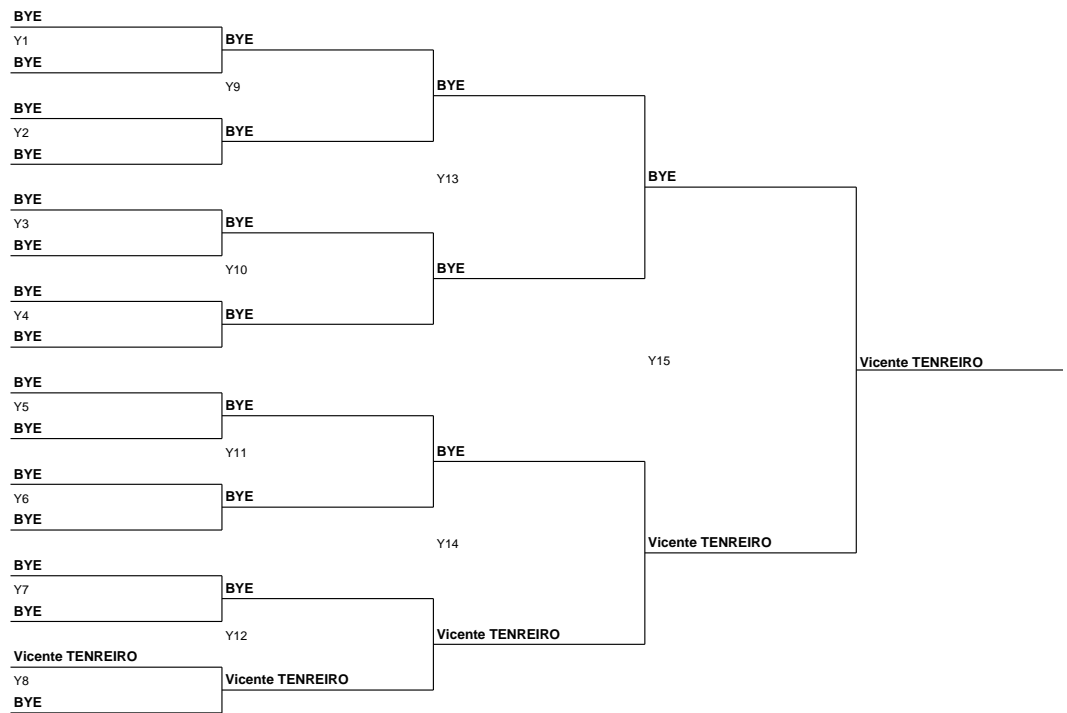 BYE
Y1
BYE
BYE
Y9
BYE
BYE
Y2
BYE
BYE
Y13
BYE
BYE
Y3
BYE
BYE
Y10
BYE
BYE
Y4
BYE
BYE
Y15
Vicente TENREIRO
BYE
Y5
BYE
BYE
Y11
BYE
BYE
Y6
BYE
BYE
Y14
Vicente TENREIRO
BYE
Y7
BYE
BYE
Y12
Vicente TENREIRO
Vicente TENREIRO
Y8
Vicente TENREIRO
BYE